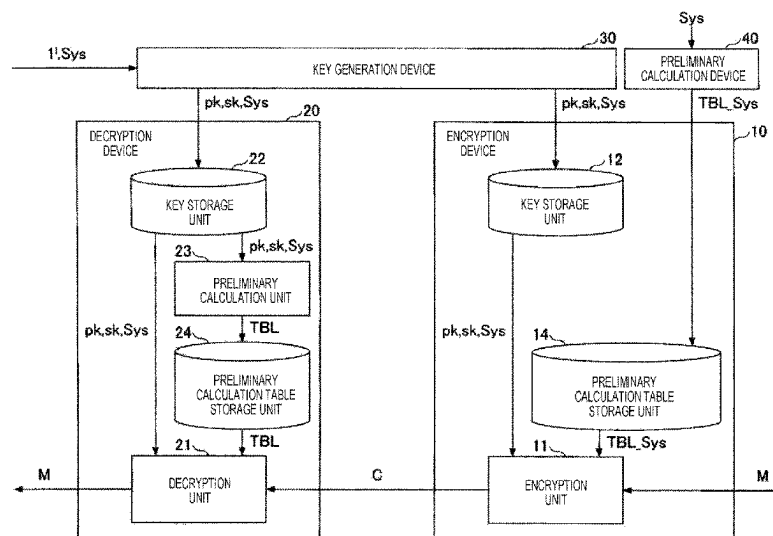 Sys
30
40
1ˡ,Sys
KEY GENERATION DEVICE
PRELIMINARY
CALCULATION DEVICE
pk,sk,Sys
pk,sk,Sys
TBL_Sys
20
10
DECRYPTION
DEVICE
ENCRYPTION
DEVICE
22
12
KEY STORAGE
UNIT
KEY STORAGE
UNIT
23
pk,sk,Sys
PRELIMINARY
CALCULATION UNIT
pk,sk,Sys
24
TBL
pk,sk,Sys
14
PRELIMINARY
CALCULATION TABLE
STORAGE UNIT
PRELIMINARY
CALCULATION TABLE
STORAGE UNIT
21
TBL
11
TBL_Sys
M
DECRYPTION
UNIT
C
ENCRYPTION
UNIT
M